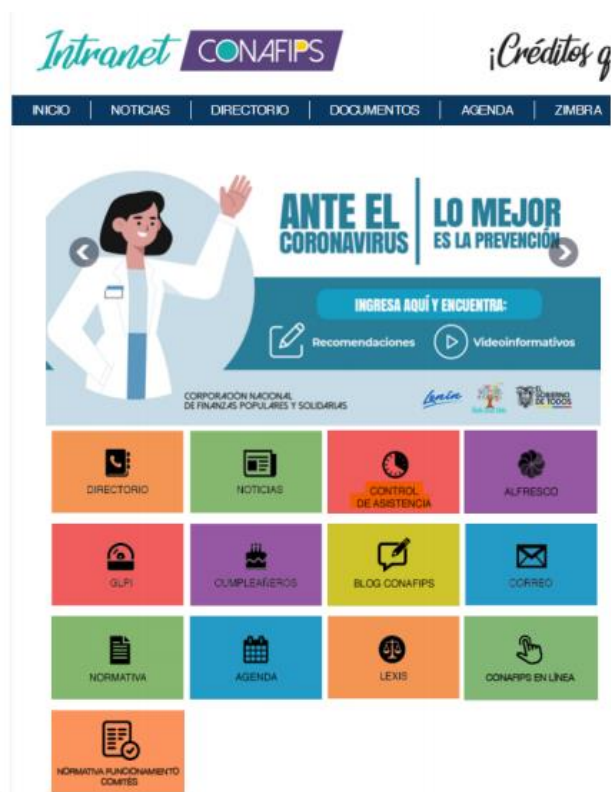 Intranet CONAFIPS
¡Créditos q
INICIO | NOTICIAS | DIRECTORIO | DOCUMENTOS | AGENDA | ZIMBRA
ANTE EL
CORONAVIRUS
LO MEJOR
ES LA PREVENCIÓN
INGRESA AQUÍ Y ENCUENTRA:
Recomendaciones
Videoinformativos
CORPORACIÓN NACIONAL
DE FINANZAS POPULARES Y SOLIDARIAS
Lenín
EL GOBIERNO
DE TODOS
DIRECTORIO
NOTICIAS
CONTROL
DE ASISTENCIA
ALFRESCO
GLPI
CUMPLEAÑEROS
BLOG CONAFIPS
CORREO
NORMATIVA
AGENDA
LEXIS
CONAFIPS EN LÍNEA
NORMATIVA FUNCIONAMIENTO
COMITÉS